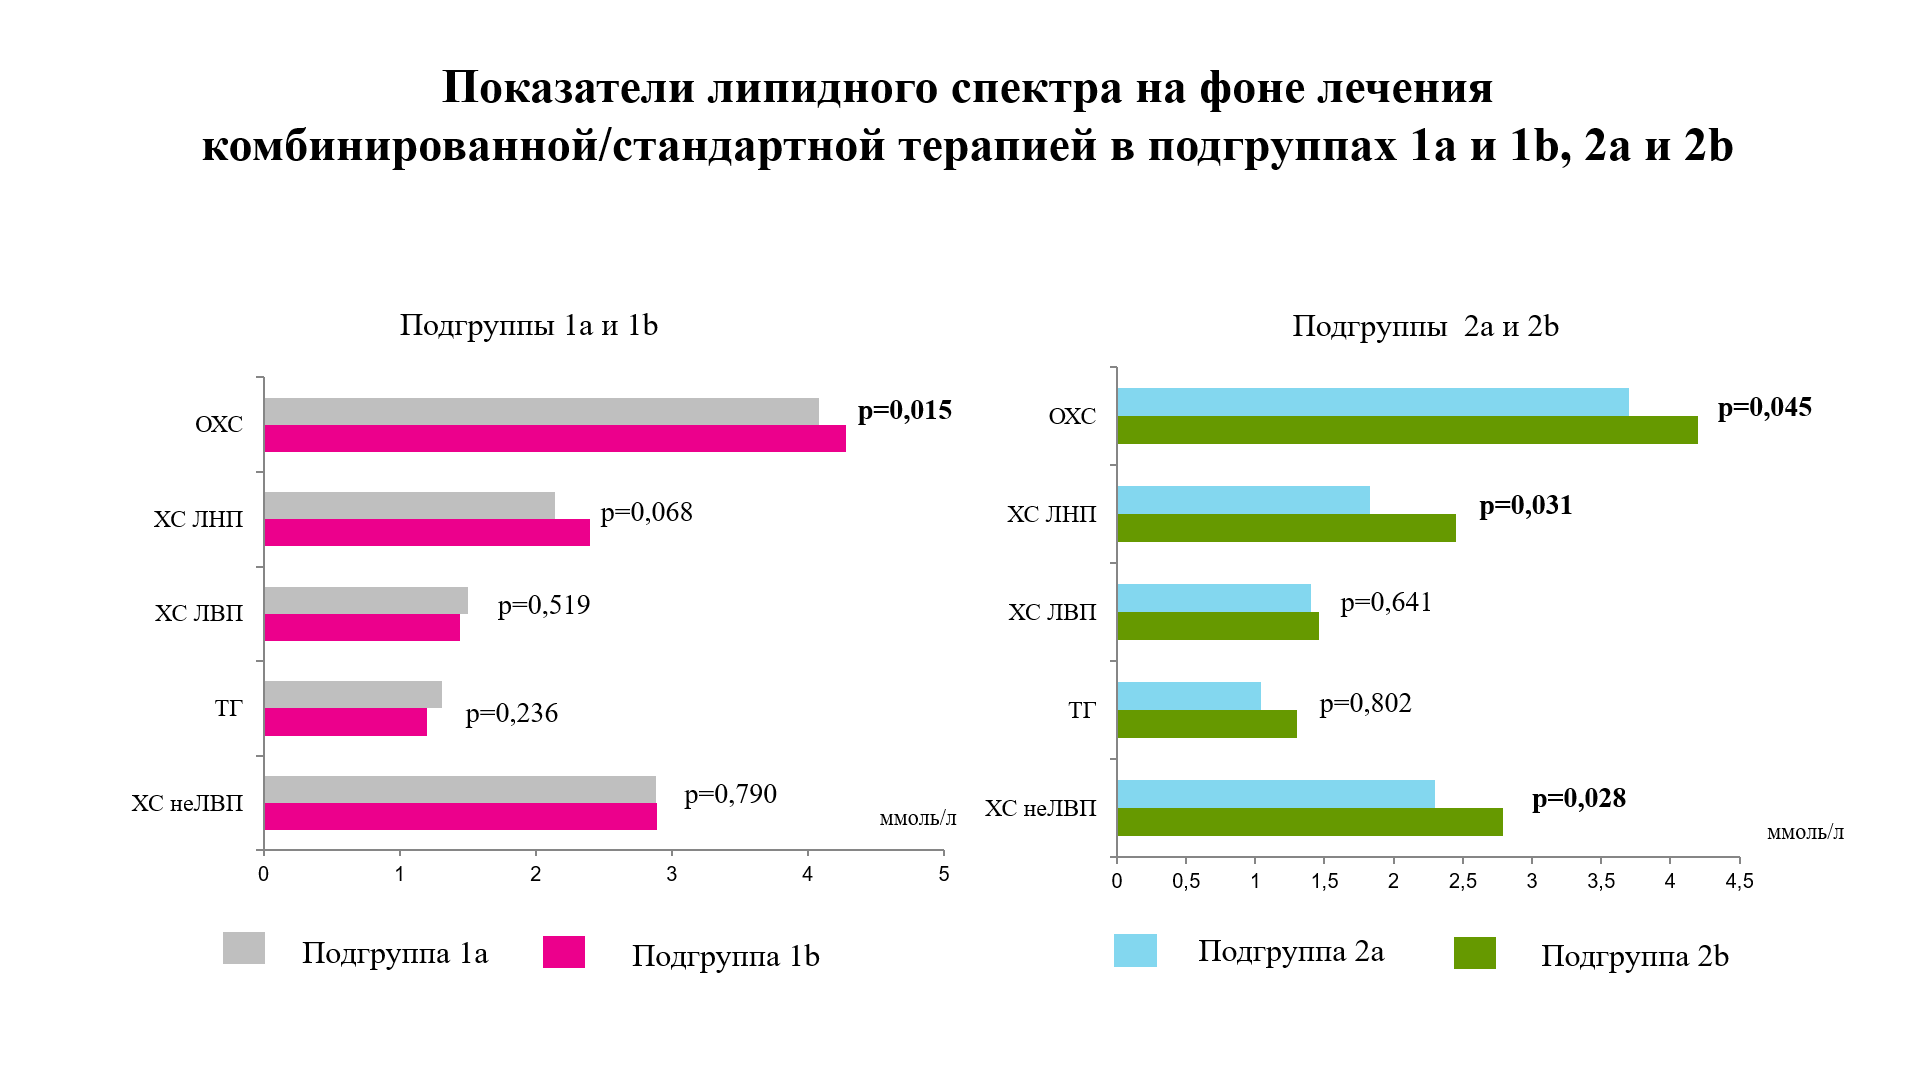 Показатели липидного спектра на фоне лечения
комбинированной/стандартной терапией в подгруппах 1a и 1b, 2a и 2b
Подгруппы 1a и 1b
ОХС
p=0,015
ХС ЛНП
p=0,068
ХС ЛВП
p=0,519
ТГ
p=0,236
ХС неЛВП
p=0,790
ммоль/л
0 1 2 3 4 5
Подгруппа 1a
Подгруппа 1b
Подгруппы 2a и 2b
ОХС
p=0,045
ХС ЛНП
p=0,031
ХС ЛВП
p=0,641
ТГ
p=0,802
ХС неЛВП
p=0,028
ммоль/л
0 0,5 1 1,5 2 2,5 3 3,5 4 4,5
Подгруппа 2a
Подгруппа 2b